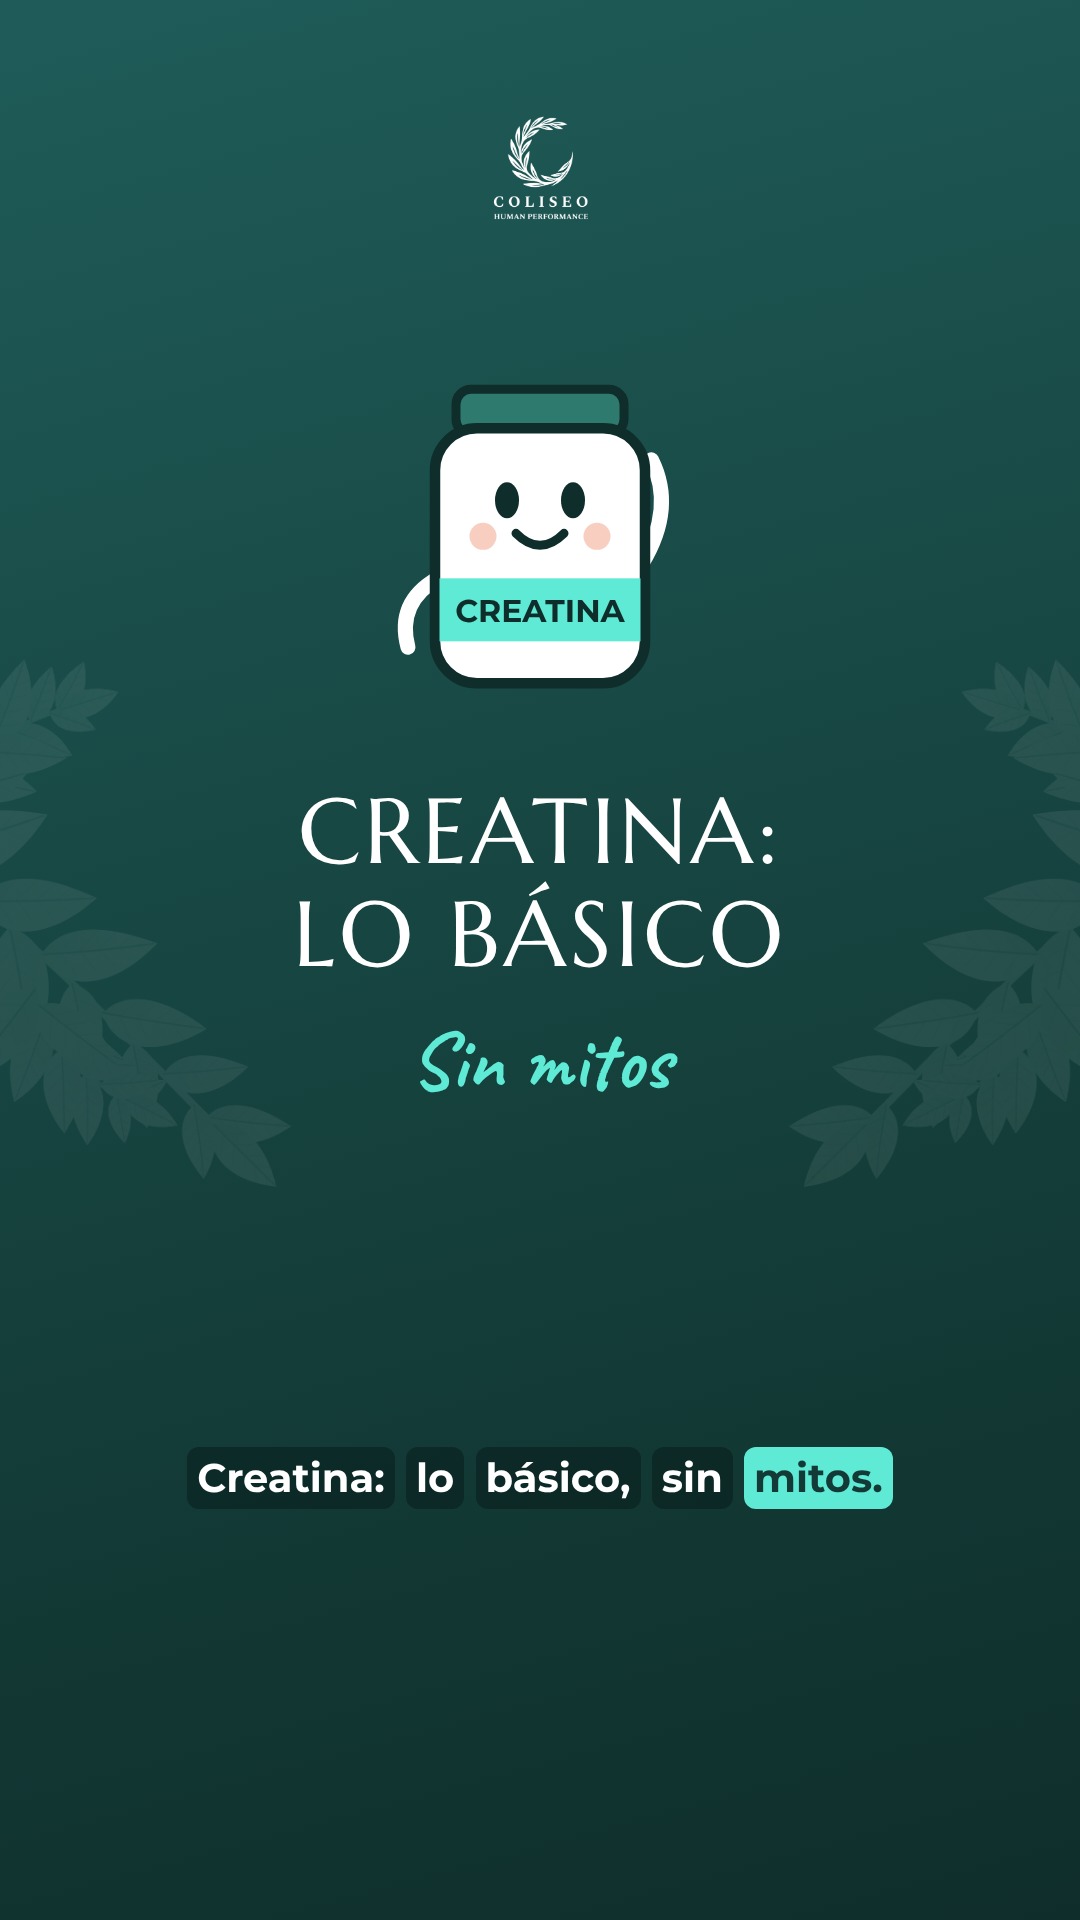 COLISEO
HUMAN PERFORMANCE
CREATINA
CREATINA:
LO BÁSICO
Sin mitos
Creatina: lo básico, sin mitos.